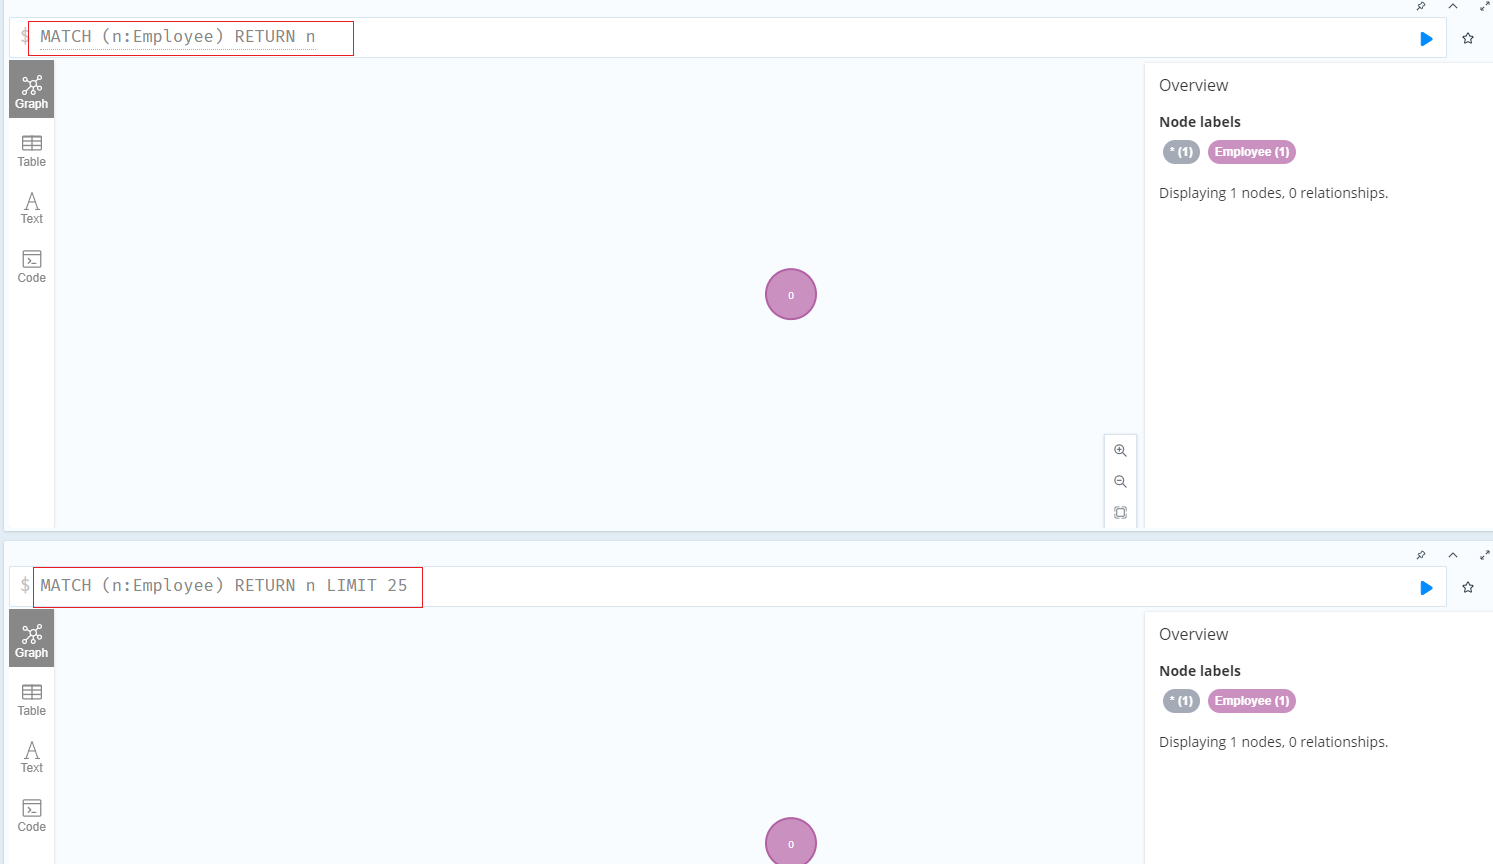 $ MATCH (n:Employee) RETURN n
Graph
Table
Text
Code
0
Overview
Node labels
* (1) Employee (1)
Displaying 1 nodes, 0 relationships.
$ MATCH (n:Employee) RETURN n LIMIT 25
Graph
Table
Text
Code
0
Overview
Node labels
* (1) Employee (1)
Displaying 1 nodes, 0 relationships.